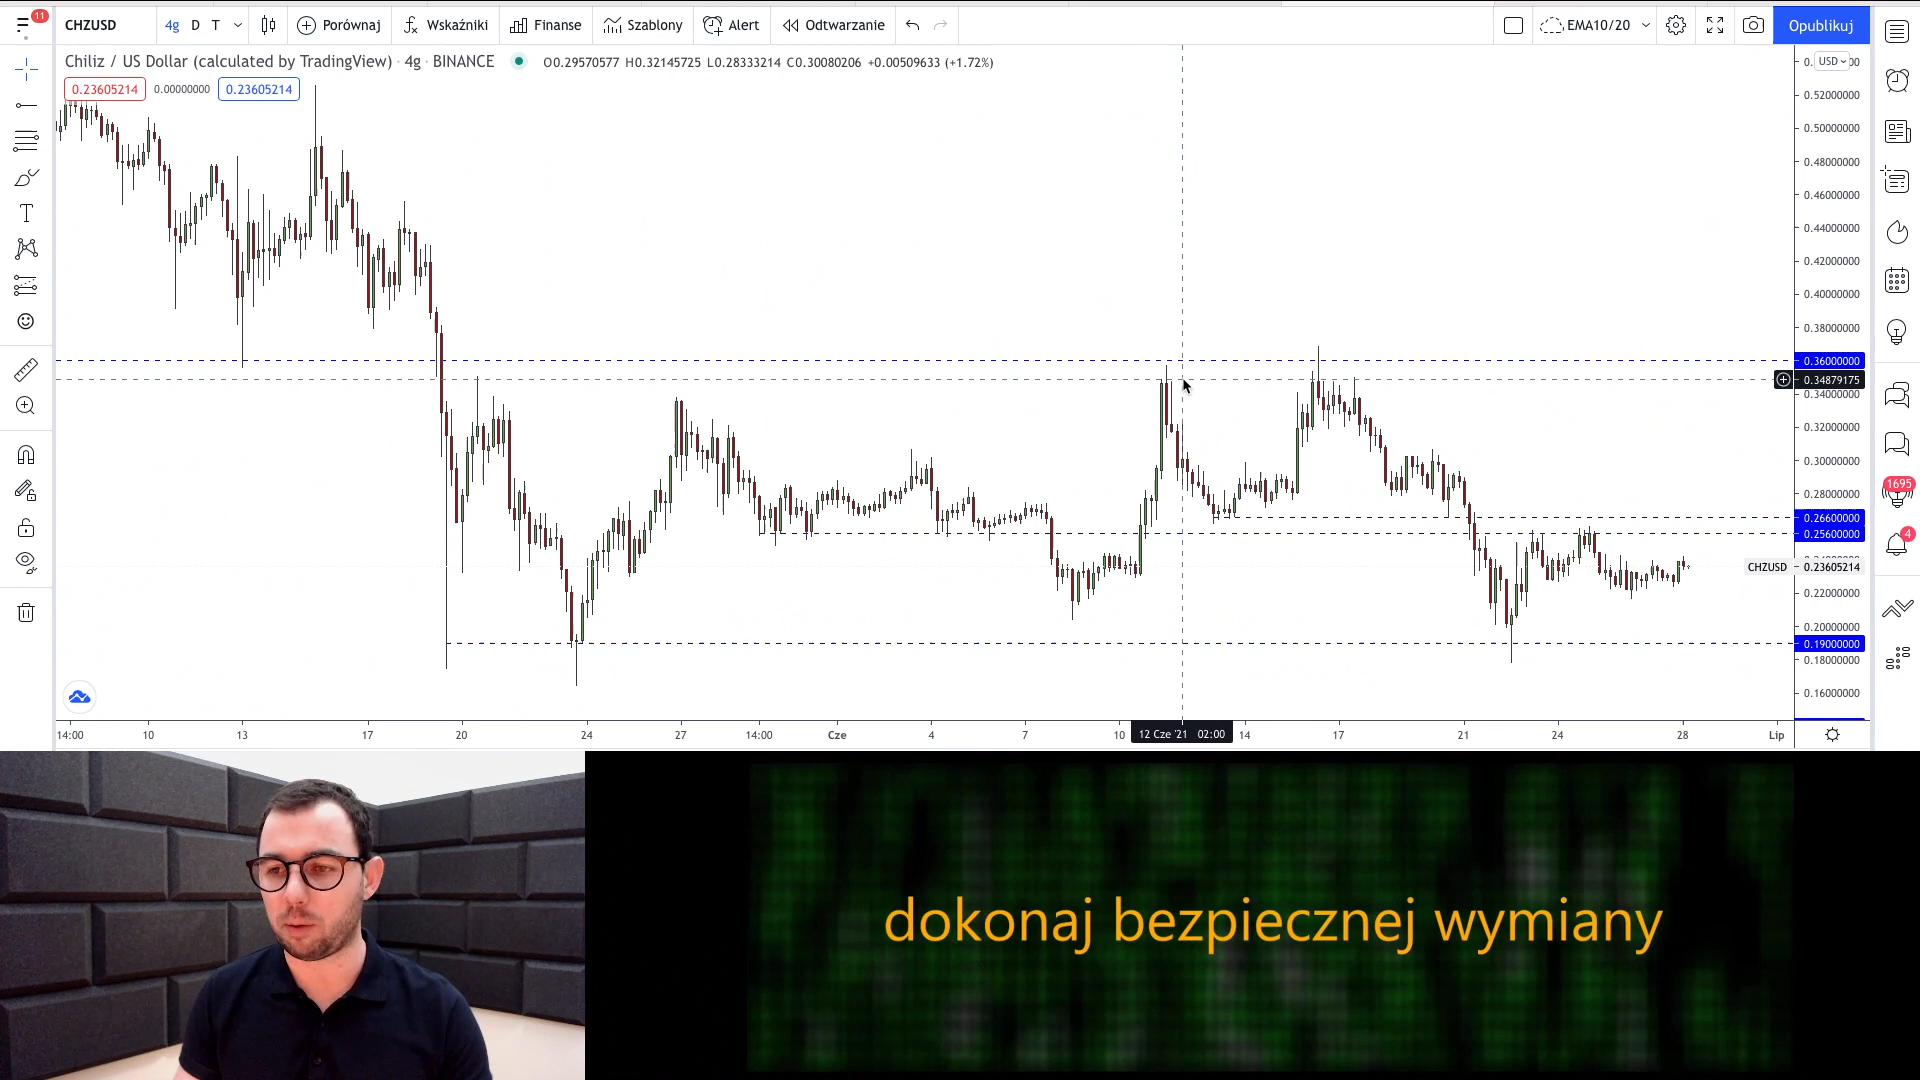 11
CHZUSD
4g D T
Porównaj
Wskaźniki
Finanse
Szablony
Alert
Odtwarzanie
EMA10/20
Opublikuj
Chiliz / US Dollar (calculated by TradingView) · 4g · BINANCE
O0.29570577 H0.32145725 L0.28333214 C0.30080206 +0.00509633 (+1.72%)
0.23605214 0.00000000 0.23605214
USD
0.52000000
0.50000000
0.48000000
0.46000000
0.44000000
0.42000000
0.40000000
0.38000000
0.36000000
0.34879175
0.34000000
0.32000000
0.30000000
0.28000000
0.26600000
0.25600000
CHZUSD 0.23605214
0.22000000
0.20000000
0.19000000
0.18000000
0.16000000
1695
4
14:00 10 13 17 20 24 27 14:00 Cze 4 7 10 12 Cze '21 02:00 14 17 21 24 28 Lip
dokonaj bezpiecznej wymiany